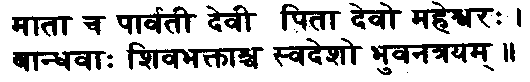 माता च पार्वती देवी पिता देवो महेश्वरः ।
बान्धवाः शिवभक्ताश्च स्वदेशो भुवनत्रयम् ॥